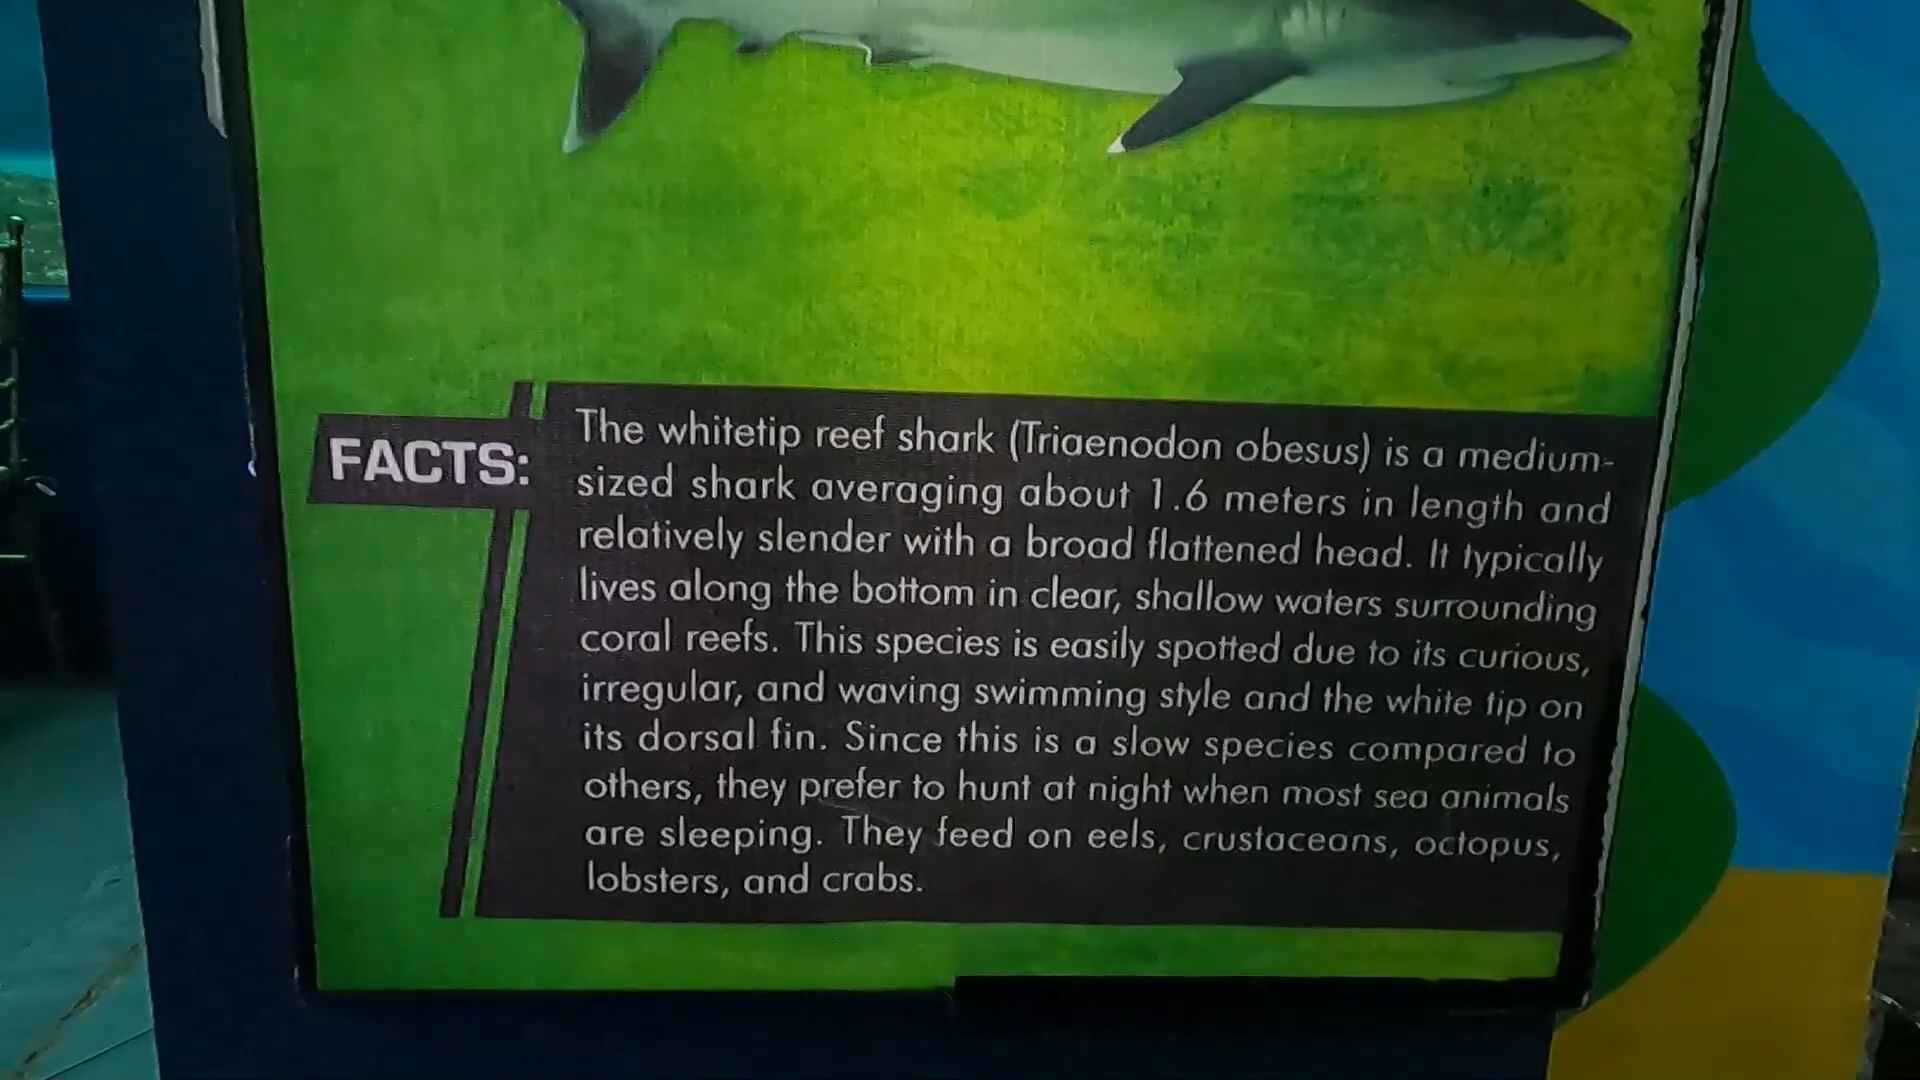 FACTS:
The whitetip reef shark (Triaenodon obesus) is a medium-
sized shark averaging about 1.6 meters in length and
relatively slender with a broad flattened head. It typically
lives along the bottom in clear, shallow waters surrounding
coral reefs. This species is easily spotted due to its curious,
irregular, and waving swimming style and the white tip on
its dorsal fin. Since this is a slow species compared to
others, they prefer to hunt at night when most sea animals
are sleeping. They feed on eels, crustaceans, octopus,
lobsters, and crabs.